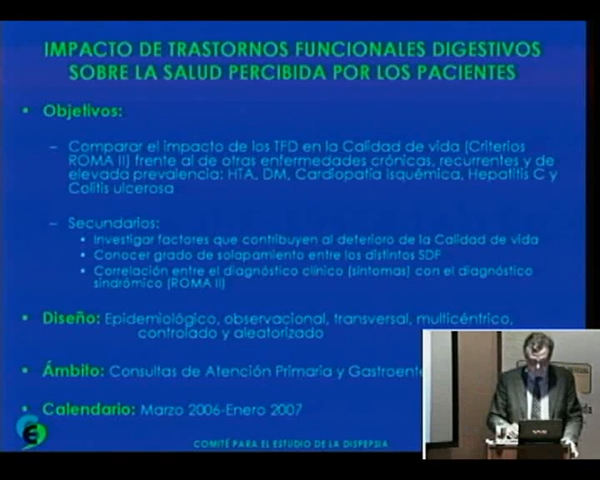 IMPACTO DE TRASTORNOS FUNCIONALES DIGESTIVOS
SOBRE LA SALUD PERCIBIDA POR LOS PACIENTES
• Objetivos:
– Comparar el impacto de los TFD en la Calidad de vida (Criterios
ROMA II) frente al de otras enfermedades crónicas, recurrentes y de
elevada prevalencia: HTA, DM, Cardiopatía Isquémica, Hepatitis C y
Colitis ulcerosa
– Secundarios:
• Investigar factores que contribuyen al deterioro de la Calidad de vida
• Conocer grado de solapamiento entre los distintos SDF
• Correlación entre el diagnóstico clínico (síntomas) con el diagnóstico
sindrómico (ROMA II)
• Diseño: Epidemiológico, observacional, transversal, multicéntrico,
controlado y aleatorizado
• Ámbito: Consultas de Atención Primaria y Gastroente
• Calendario: Marzo 2006-Enero 2007
COMITÉ PARA EL ESTUDIO DE LA DISPEPSIA